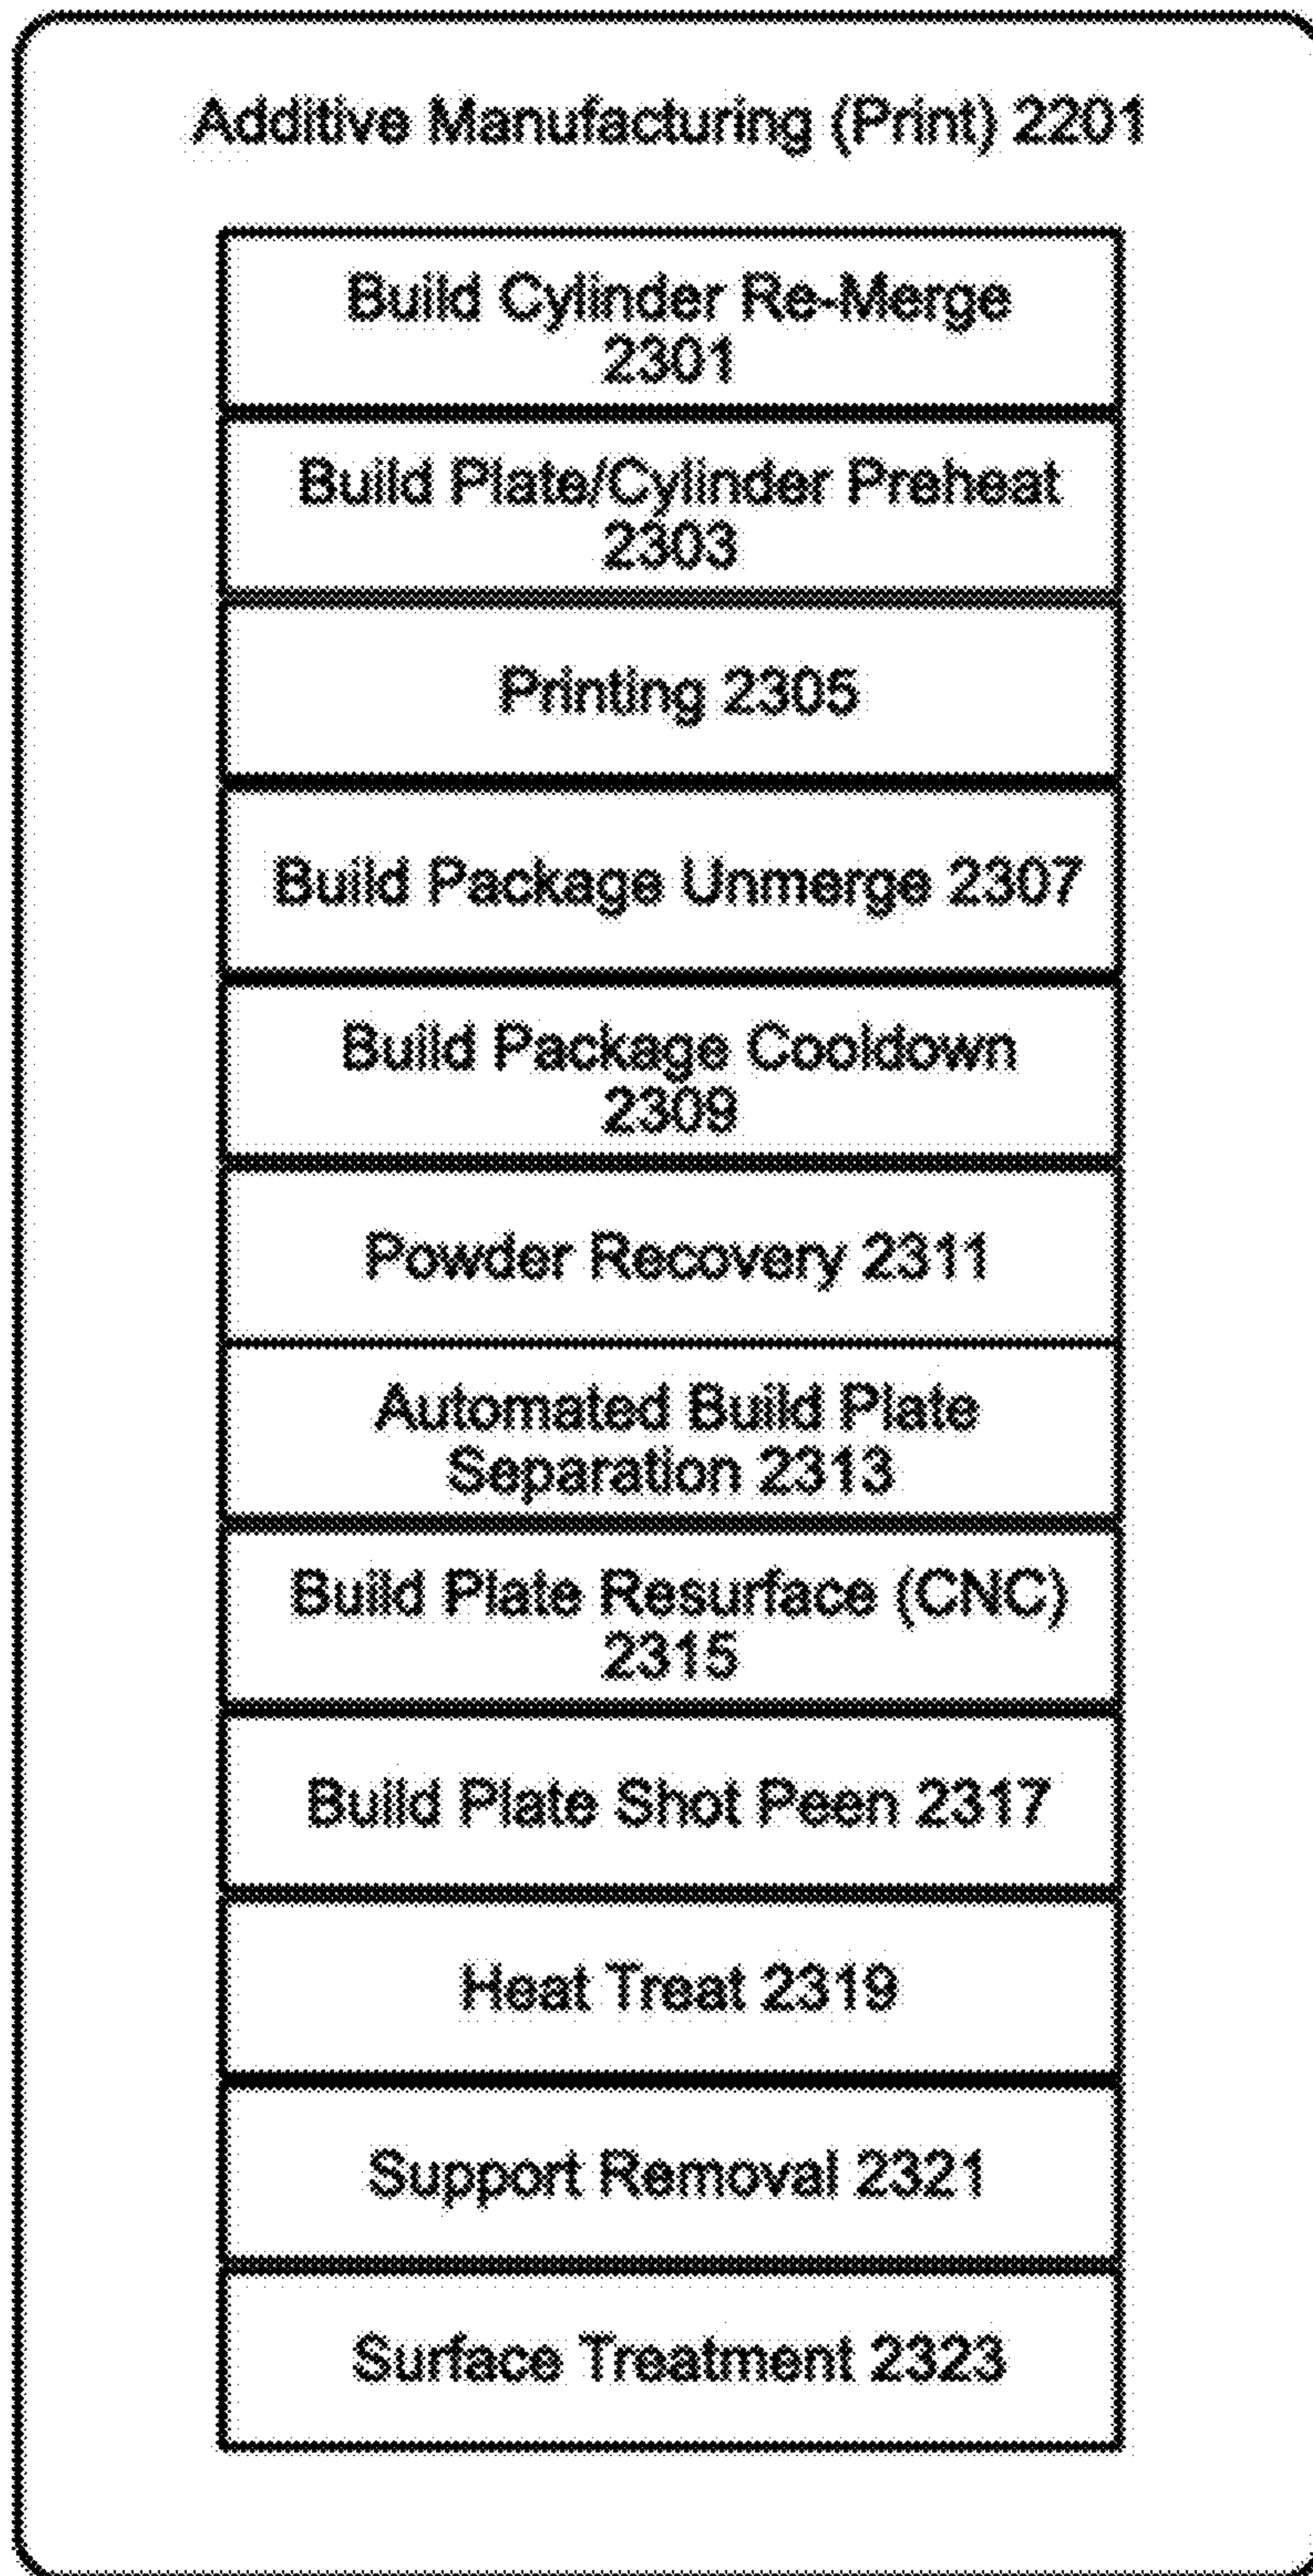 Additive Manufacturing (Print) 2201
Build Cylinder Re-Merge
2301
Build Plate/Cylinder Preheat
2303
Printing 2305
Build Package Unmerge 2307
Build Package Cooldown
2309
Powder Recovery 2311
Automated Build Plate
Separation 2313
Build Plate Resurface (CNC)
2315
Build Plate Shot Peen 2317
Heat Treat 2319
Support Removal 2321
Surface Treatment 2323